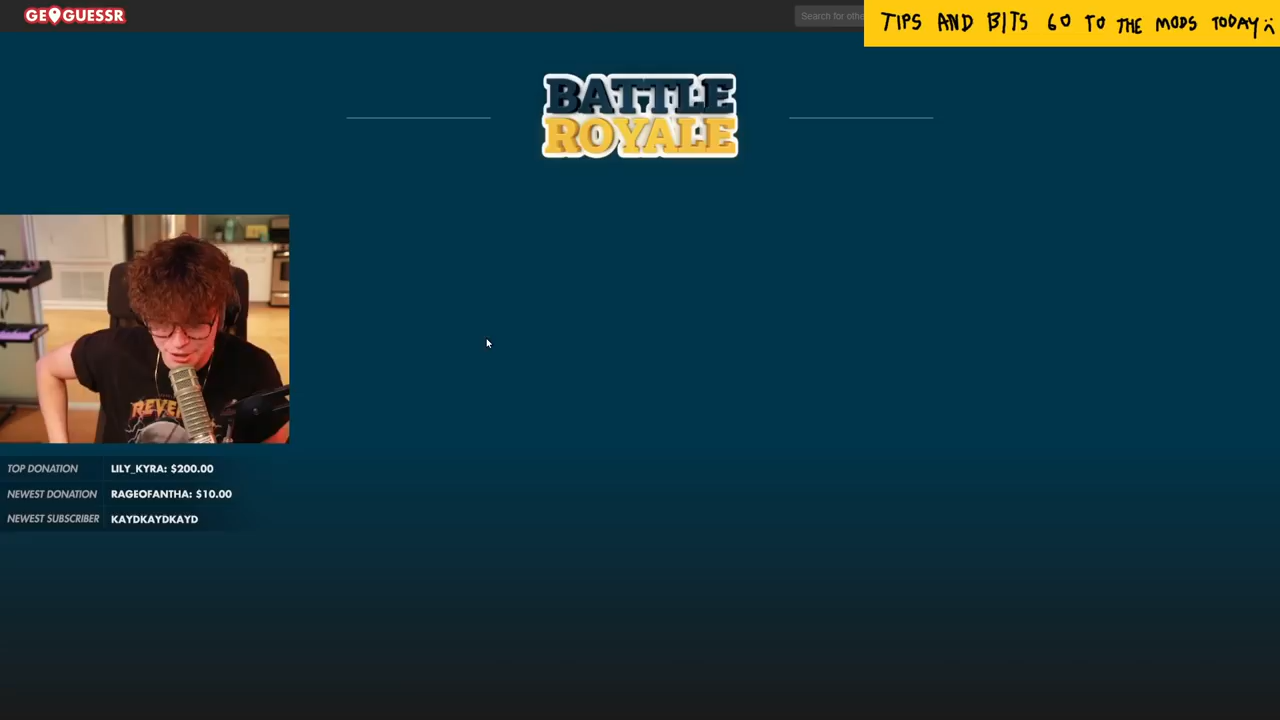 GEOGUESSR
Search for othe
TIPS AND BITS GO TO THE MODS TODAY :(
BATTLE
ROYALE
REVE
TOP DONATION LILY_KYRA: $200.00
NEWEST DONATION RAGEOFANTHA: $10.00
NEWEST SUBSCRIBER KAYDKAYDKAYD